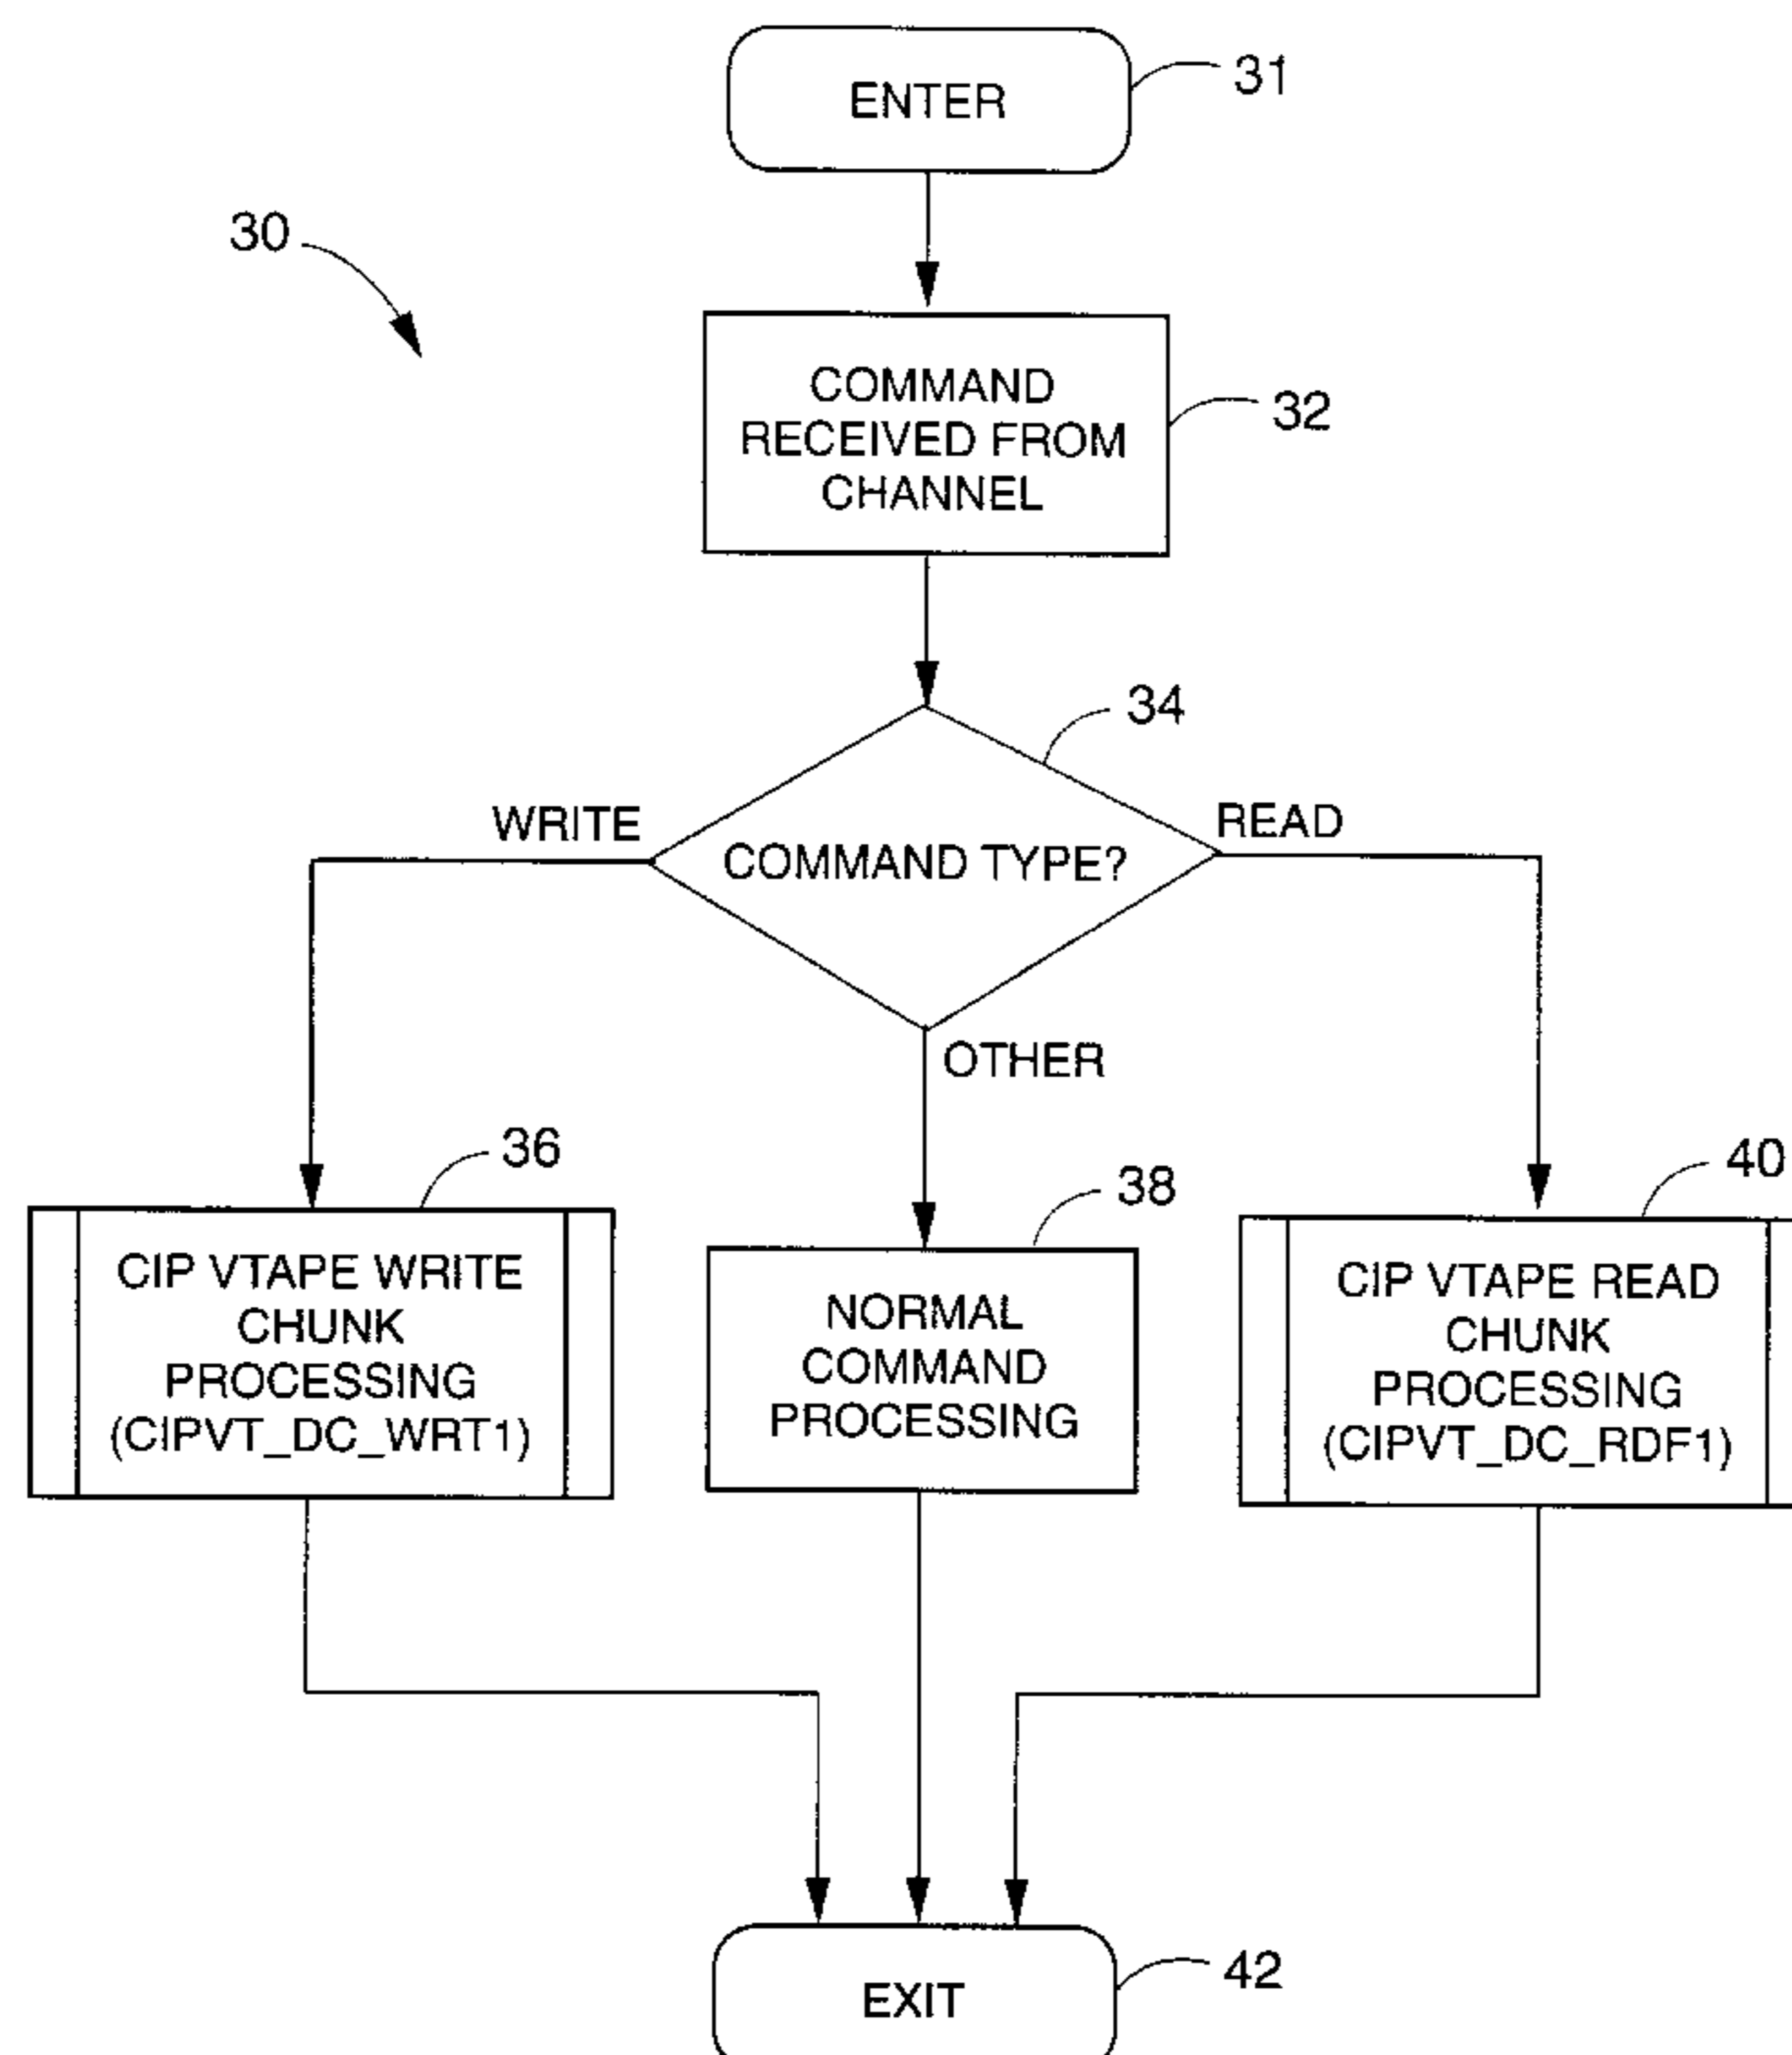 ENTER
31
30
COMMAND
RECEIVED FROM
CHANNEL
32
34
WRITE
COMMAND TYPE?
READ
OTHER
36
CIP VTAPE WRITE
CHUNK
PROCESSING
(CIPVT_DC_WRT1)
38
NORMAL
COMMAND
PROCESSING
40
CIP VTAPE READ
CHUNK
PROCESSING
(CIPVT_DC_RDF1)
EXIT
42